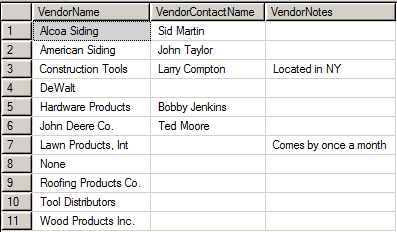 VendorName VendorContactName VendorNotes
1 Alcoa Siding Sid Martin
2 American Siding John Taylor
3 Construction Tools Larry Compton Located in NY
4 DeWalt
5 Hardware Products Bobby Jenkins
6 John Deere Co. Ted Moore
7 Lawn Products, Int Comes by once a month
8 None
9 Roofing Products Co.
10 Tool Distributors
11 Wood Products Inc.